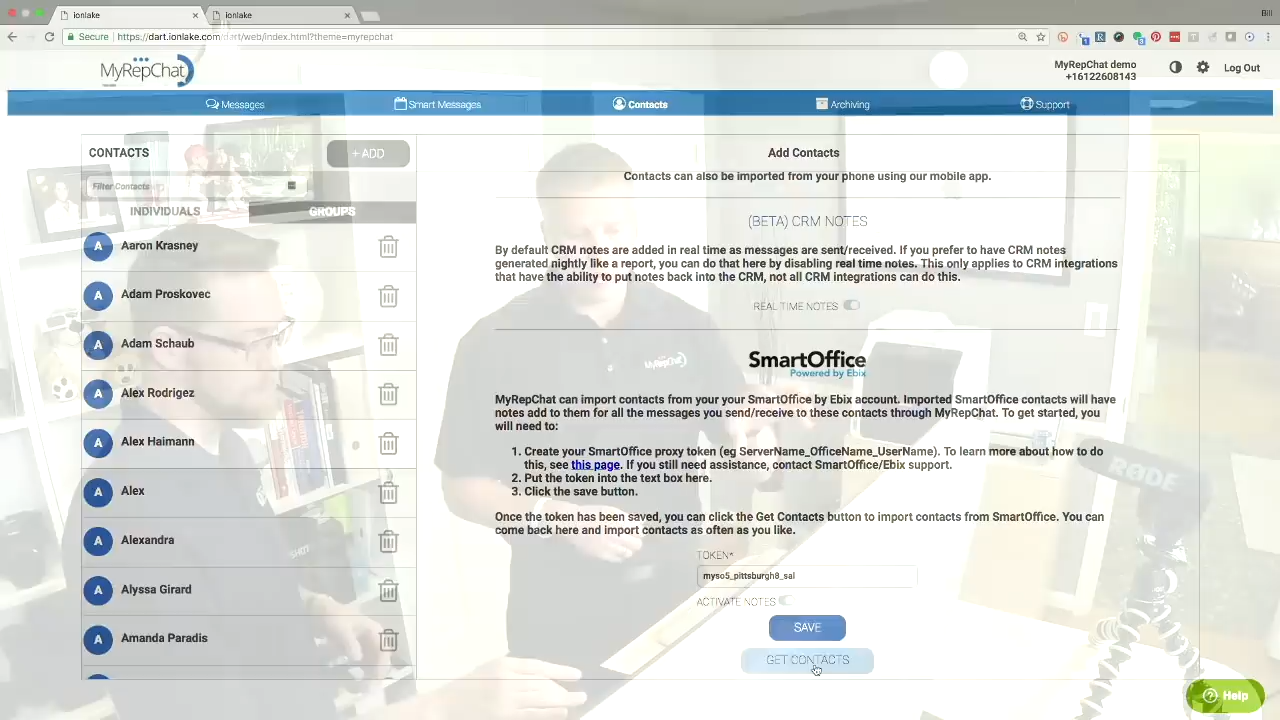 ionlake
ionlake
Bill
Secure
https://dart.ionlake.com/dart/web/index.html?theme=myrepchat
MyRepChat
MyRepChat demo
+16122608143
Log Out
Messages
Smart Messages
Contacts
Archiving
Support
CONTACTS
+ ADD
Filter Contacts
INDIVIDUALS
GROUPS
A Aaron Krasney
A Adam Proskovec
A Adam Schaub
A Alex Rodrigez
A Alex Haimann
A Alex
A Alexandra
A Alyssa Girard
A Amanda Paradis
Add Contacts
Contacts can also be imported from your phone using our mobile app.
(BETA) CRM NOTES
By default CRM notes are added in real time as messages are sent/received. If you prefer to have CRM notes
generated nightly like a report, you can do that here by disabling real time notes. This only applies to CRM integrations
that have the ability to put notes back into the CRM, not all CRM integrations can do this.
REAL TIME NOTES
MyRepChat
SmartOffice
Powered by Ebix
MyRepChat can import contacts from your your SmartOffice by Ebix account. Imported SmartOffice contacts will have
notes add to them for all the messages you send/receive to these contacts through MyRepChat. To get started, you
will need to:
1. Create your SmartOffice proxy token (eg ServerName_OfficeName_UserName). To learn more about how to do
this, see this page. If you still need assistance, contact SmartOffice/Ebix support.
2. Put the token into the text box here.
3. Click the save button.
RODE
Once the token has been saved, you can click the Get Contacts button to import contacts from SmartOffice. You can
come back here and import contacts as often as you like.
TOKEN*
myso5_pittsburgh8_sal
ACTIVATE NOTES
SAVE
GET CONTACTS
Help